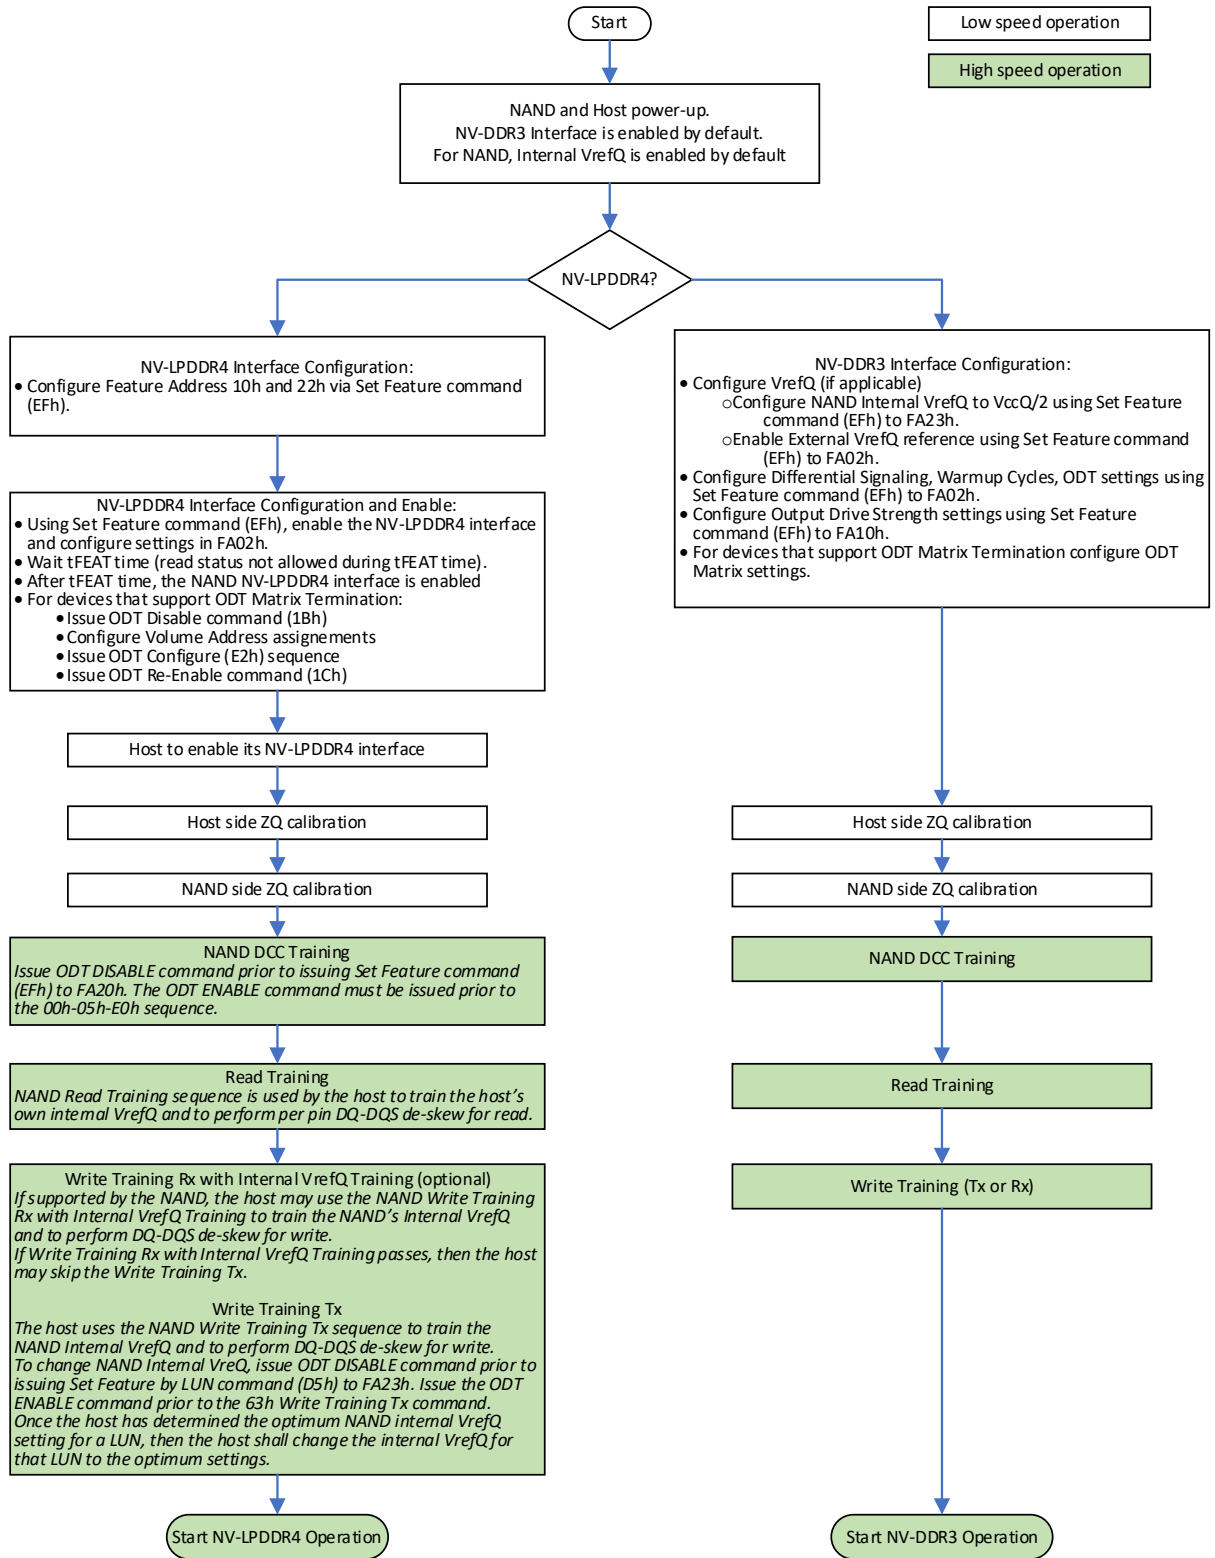 Start
Low speed operation
High speed operation
NAND and Host power-up.
NV-DDR3 Interface is enabled by default.
For NAND, Internal VrefQ is enabled by default
NV-LPDDR4?
NV-LPDDR4 Interface Configuration:
• Configure Feature Address 10h and 22h via Set Feature command
(EFh).
NV-LPDDR4 Interface Configuration and Enable:
• Using Set Feature command (EFh), enable the NV-LPDDR4 interface
and configure settings in FA02h.
• Wait tFEAT time (read status not allowed during tFEAT time).
• After tFEAT time, the NAND NV-LPDDR4 interface is enabled
• For devices that support ODT Matrix Termination:
• Issue ODT Disable command (1Bh)
• Configure Volume Address assignements
• Issue ODT Configure (E2h) sequence
• Issue ODT Re-Enable command (1Ch)
Host to enable its NV-LPDDR4 interface
Host side ZQ calibration
NAND side ZQ calibration
NAND DCC Training
Issue ODT DISABLE command prior to issuing Set Feature command
(EFh) to FA20h. The ODT ENABLE command must be issued prior to
the 00h-05h-E0h sequence.
Read Training
NAND Read Training sequence is used by the host to train the host's
own internal VrefQ and to perform per pin DQ-DQS de-skew for read.
Write Training Rx with Internal VrefQ Training (optional)
If supported by the NAND, the host may use the NAND Write Training
Rx with Internal VrefQ Training to train the NAND's Internal VrefQ
and to perform DQ-DQS de-skew for write.
If Write Training Rx with Internal VrefQ Training passes, then the host
may skip the Write Training Tx.
Write Training Tx
The host uses the NAND Write Training Tx sequence to train the
NAND Internal VrefQ and to perform DQ-DQS de-skew for write.
To change NAND Internal VreQ, issue ODT DISABLE command prior to
issuing Set Feature by LUN command (D5h) to FA23h. Issue the ODT
ENABLE command prior to the 63h Write Training Tx command.
Once the host has determined the optimum NAND internal VrefQ
setting for a LUN, then the host shall change the internal VrefQ for
that LUN to the optimum settings.
Start NV-LPDDR4 Operation
NV-DDR3 Interface Configuration:
• Configure VrefQ (if applicable)
oConfigure NAND Internal VrefQ to VccQ/2 using Set Feature
command (EFh) to FA23h.
oEnable External VrefQ reference using Set Feature command
(EFh) to FA02h.
• Configure Differential Signaling, Warmup Cycles, ODT settings using
Set Feature command (EFh) to FA02h.
• Configure Output Drive Strength settings using Set Feature
command (EFh) to FA10h.
• For devices that support ODT Matrix Termination configure ODT
Matrix settings.
Host side ZQ calibration
NAND side ZQ calibration
NAND DCC Training
Read Training
Write Training (Tx or Rx)
Start NV-DDR3 Operation